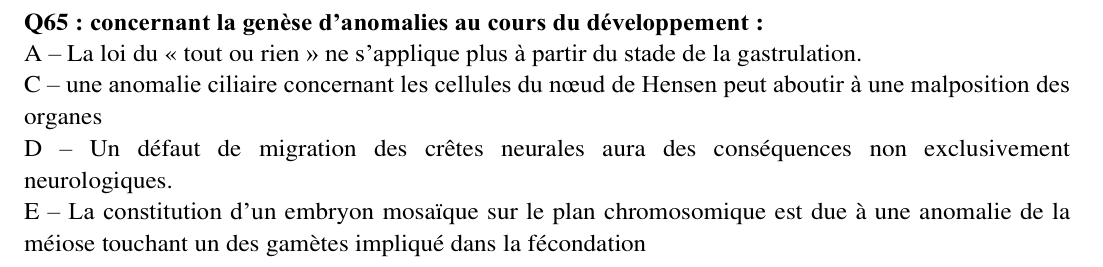 Q65 : concernant la genèse d’anomalies au cours du développement :
A – La loi du « tout ou rien » ne s’applique plus à partir du stade de la gastrulation.
C – une anomalie ciliaire concernant les cellules du nœud de Hensen peut aboutir à une malposition des
organes
D – Un défaut de migration des crêtes neurales aura des conséquences non exclusivement
neurologiques.
E – La constitution d’un embryon mosaïque sur le plan chromosomique est due à une anomalie de la
méiose touchant un des gamètes impliqué dans la fécondation